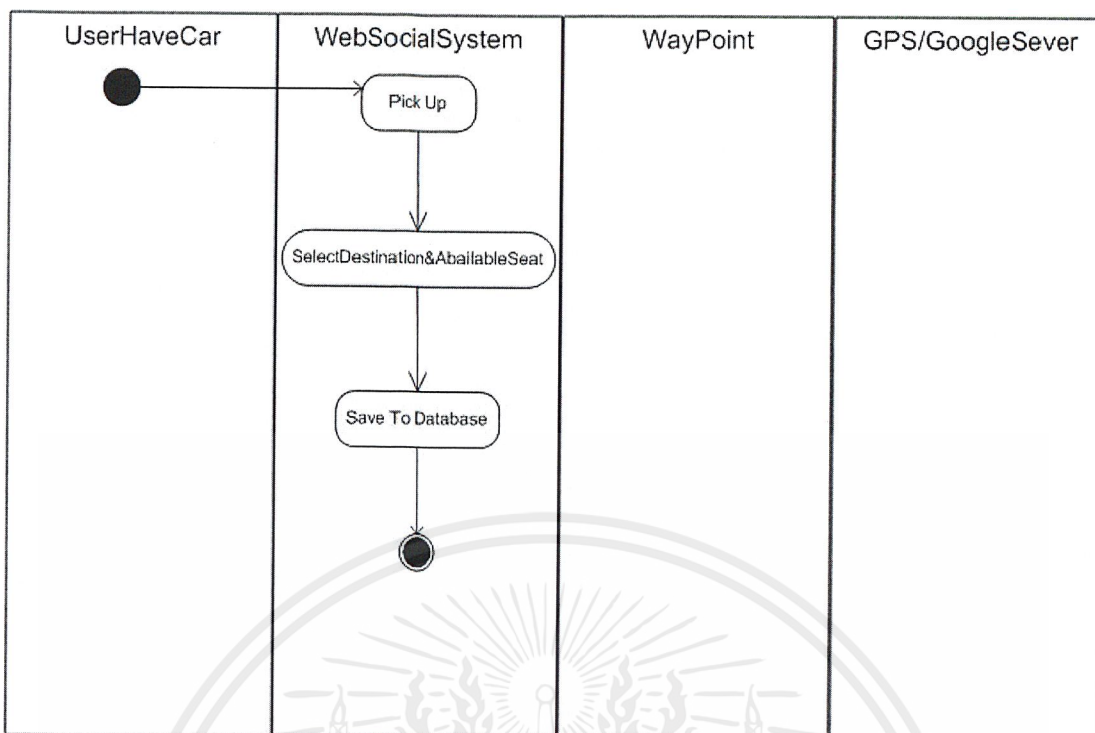 UserHaveCar
WebSocialSystem
WayPoint
GPS/GoogleSever
Pick Up
SelectDestination&AbailableSeat
Save To Database